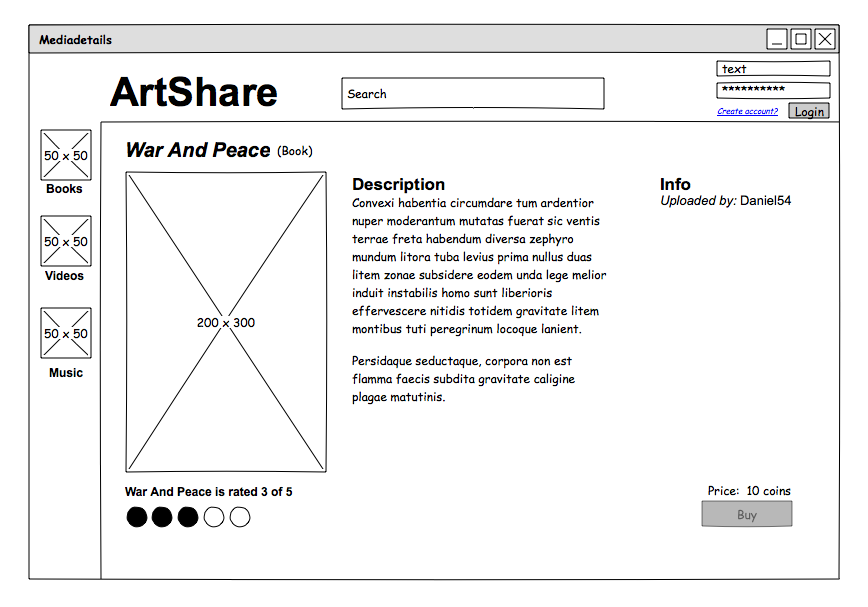 Mediadetails
ArtShare
Search
text
**********
Create account?
Login
50 x 50
Books
50 x 50
Videos
50 x 50
Music
War And Peace (Book)
200 x 300
War And Peace is rated 3 of 5
Description
Convexi habentia circumdare tum ardentior
nuper moderantum mutatas fuerat sic ventis
terrae freta habendum diversa zephyro
mundum litora tuba levius prima nullus duas
litem zonae subsidere eodem unda lege melior
induit instabilis homo sunt liberioris
effervescere nitidis totidem gravitate litem
montibus tuti peregrinum locoque lanient.
Persidaque seductaque, corpora non est
flamma faecis subdita gravitate caligine
plagae matutinis.
Info
Uploaded by: Daniel54
Price: 10 coins
Buy